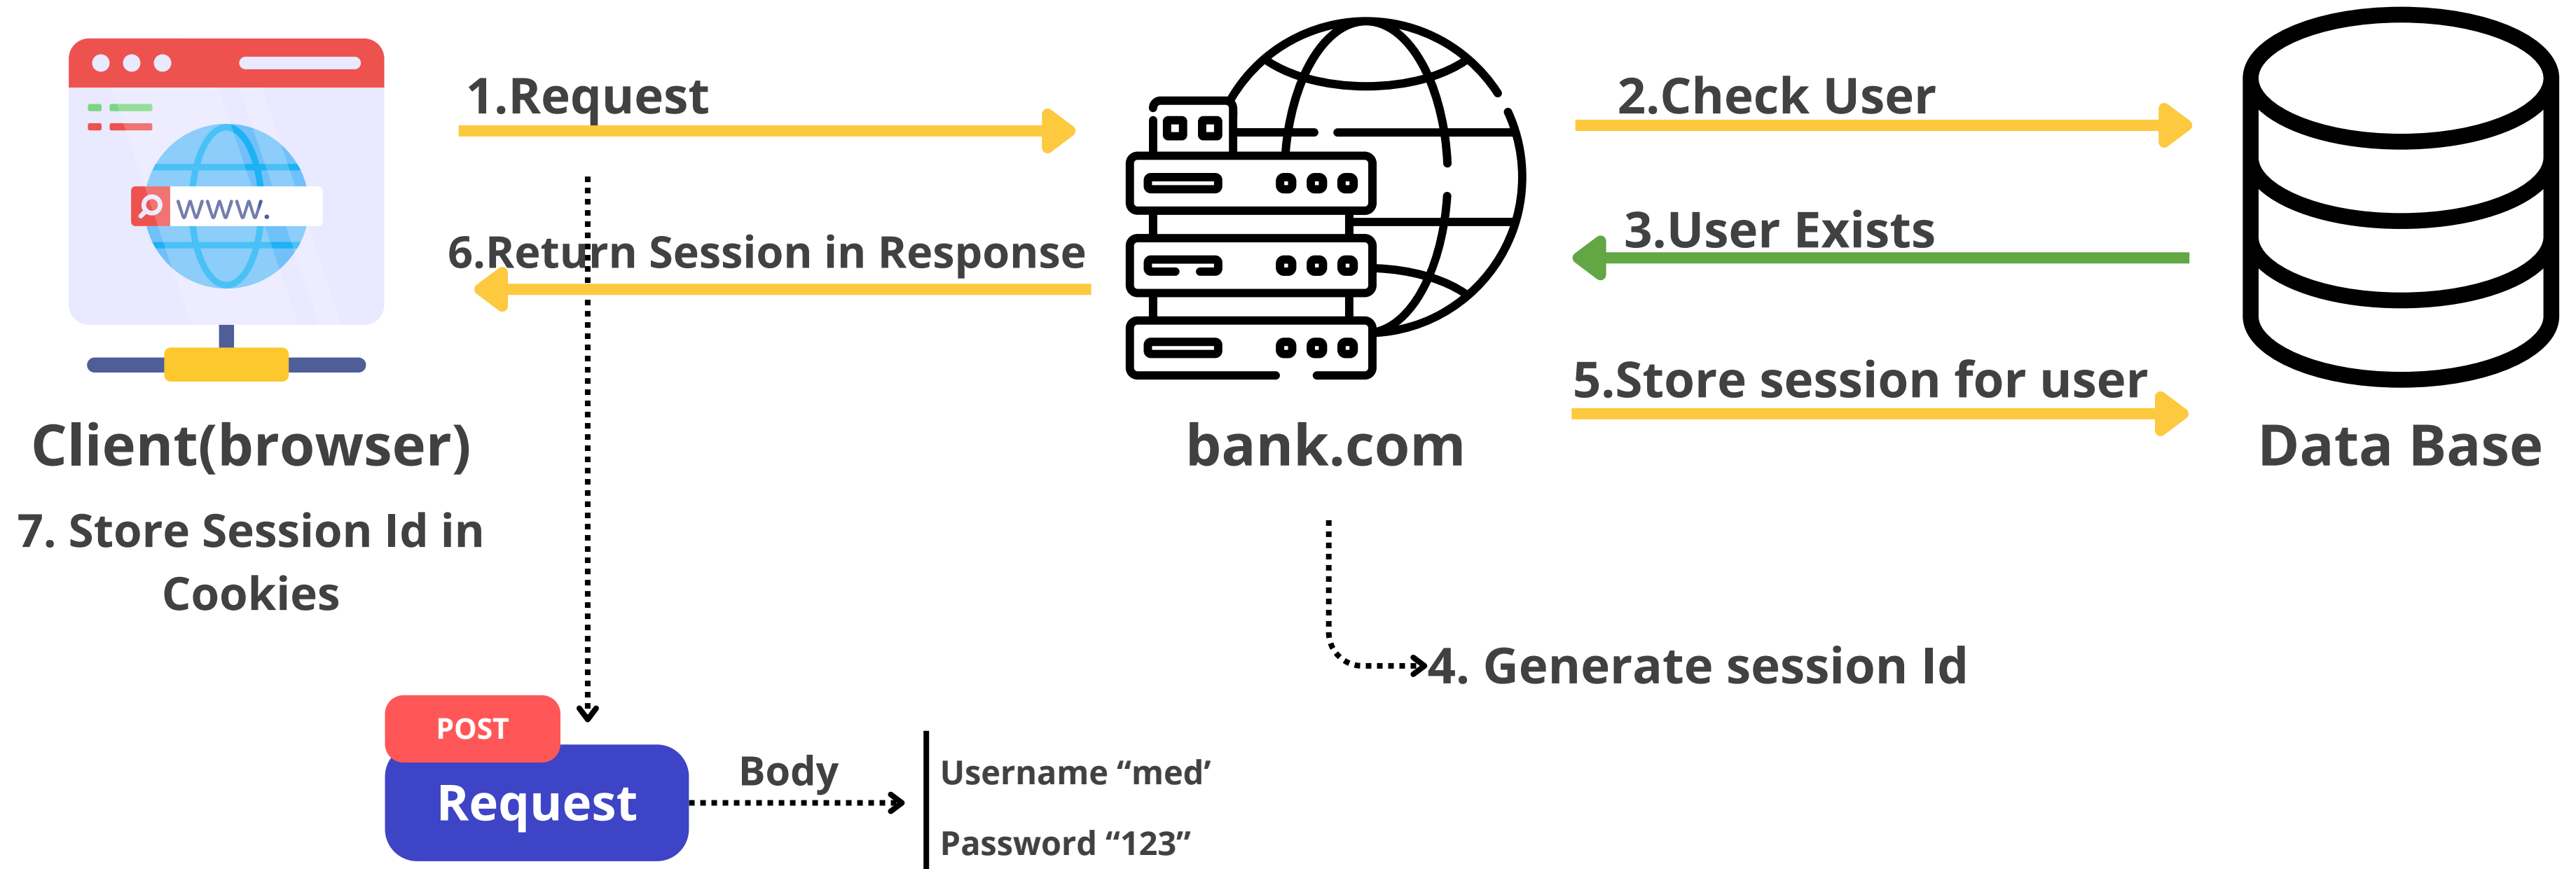 1.Request
2.Check User
www.
6.Return Session in Response
3.User Exists
5.Store session for user
Client(browser)
bank.com
Data Base
7. Store Session Id in
Cookies
4. Generate session Id
POST
Request
Body
Username “med’
Password “123”